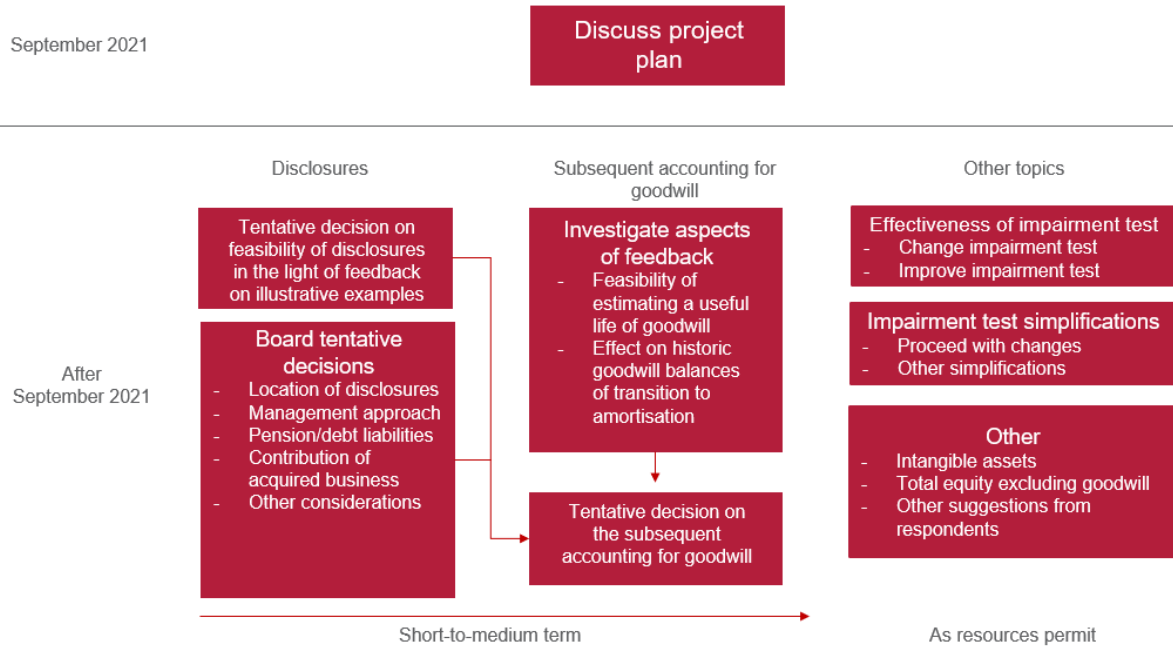 September 2021
Discuss project
plan
Disclosures
Subsequent accounting for
goodwill
Other topics
After
September 2021
Tentative decision on
feasibility of disclosures
in the light of feedback
on illustrative examples
Board tentative
decisions
- Location of disclosures
- Management approach
- Pension/debt liabilities
- Contribution of
acquired business
- Other considerations
Investigate aspects
of feedback
- Feasibility of
estimating a useful
life of goodwill
- Effect on historic
goodwill balances
of transition to
amortisation
Tentative decision on
the subsequent
accounting for goodwill
Effectiveness of impairment test
- Change impairment test
- Improve impairment test
Impairment test simplifications
- Proceed with changes
- Other simplifications
Other
- Intangible assets
- Total equity excluding goodwill
- Other suggestions from
respondents
Short-to-medium term
As resources permit